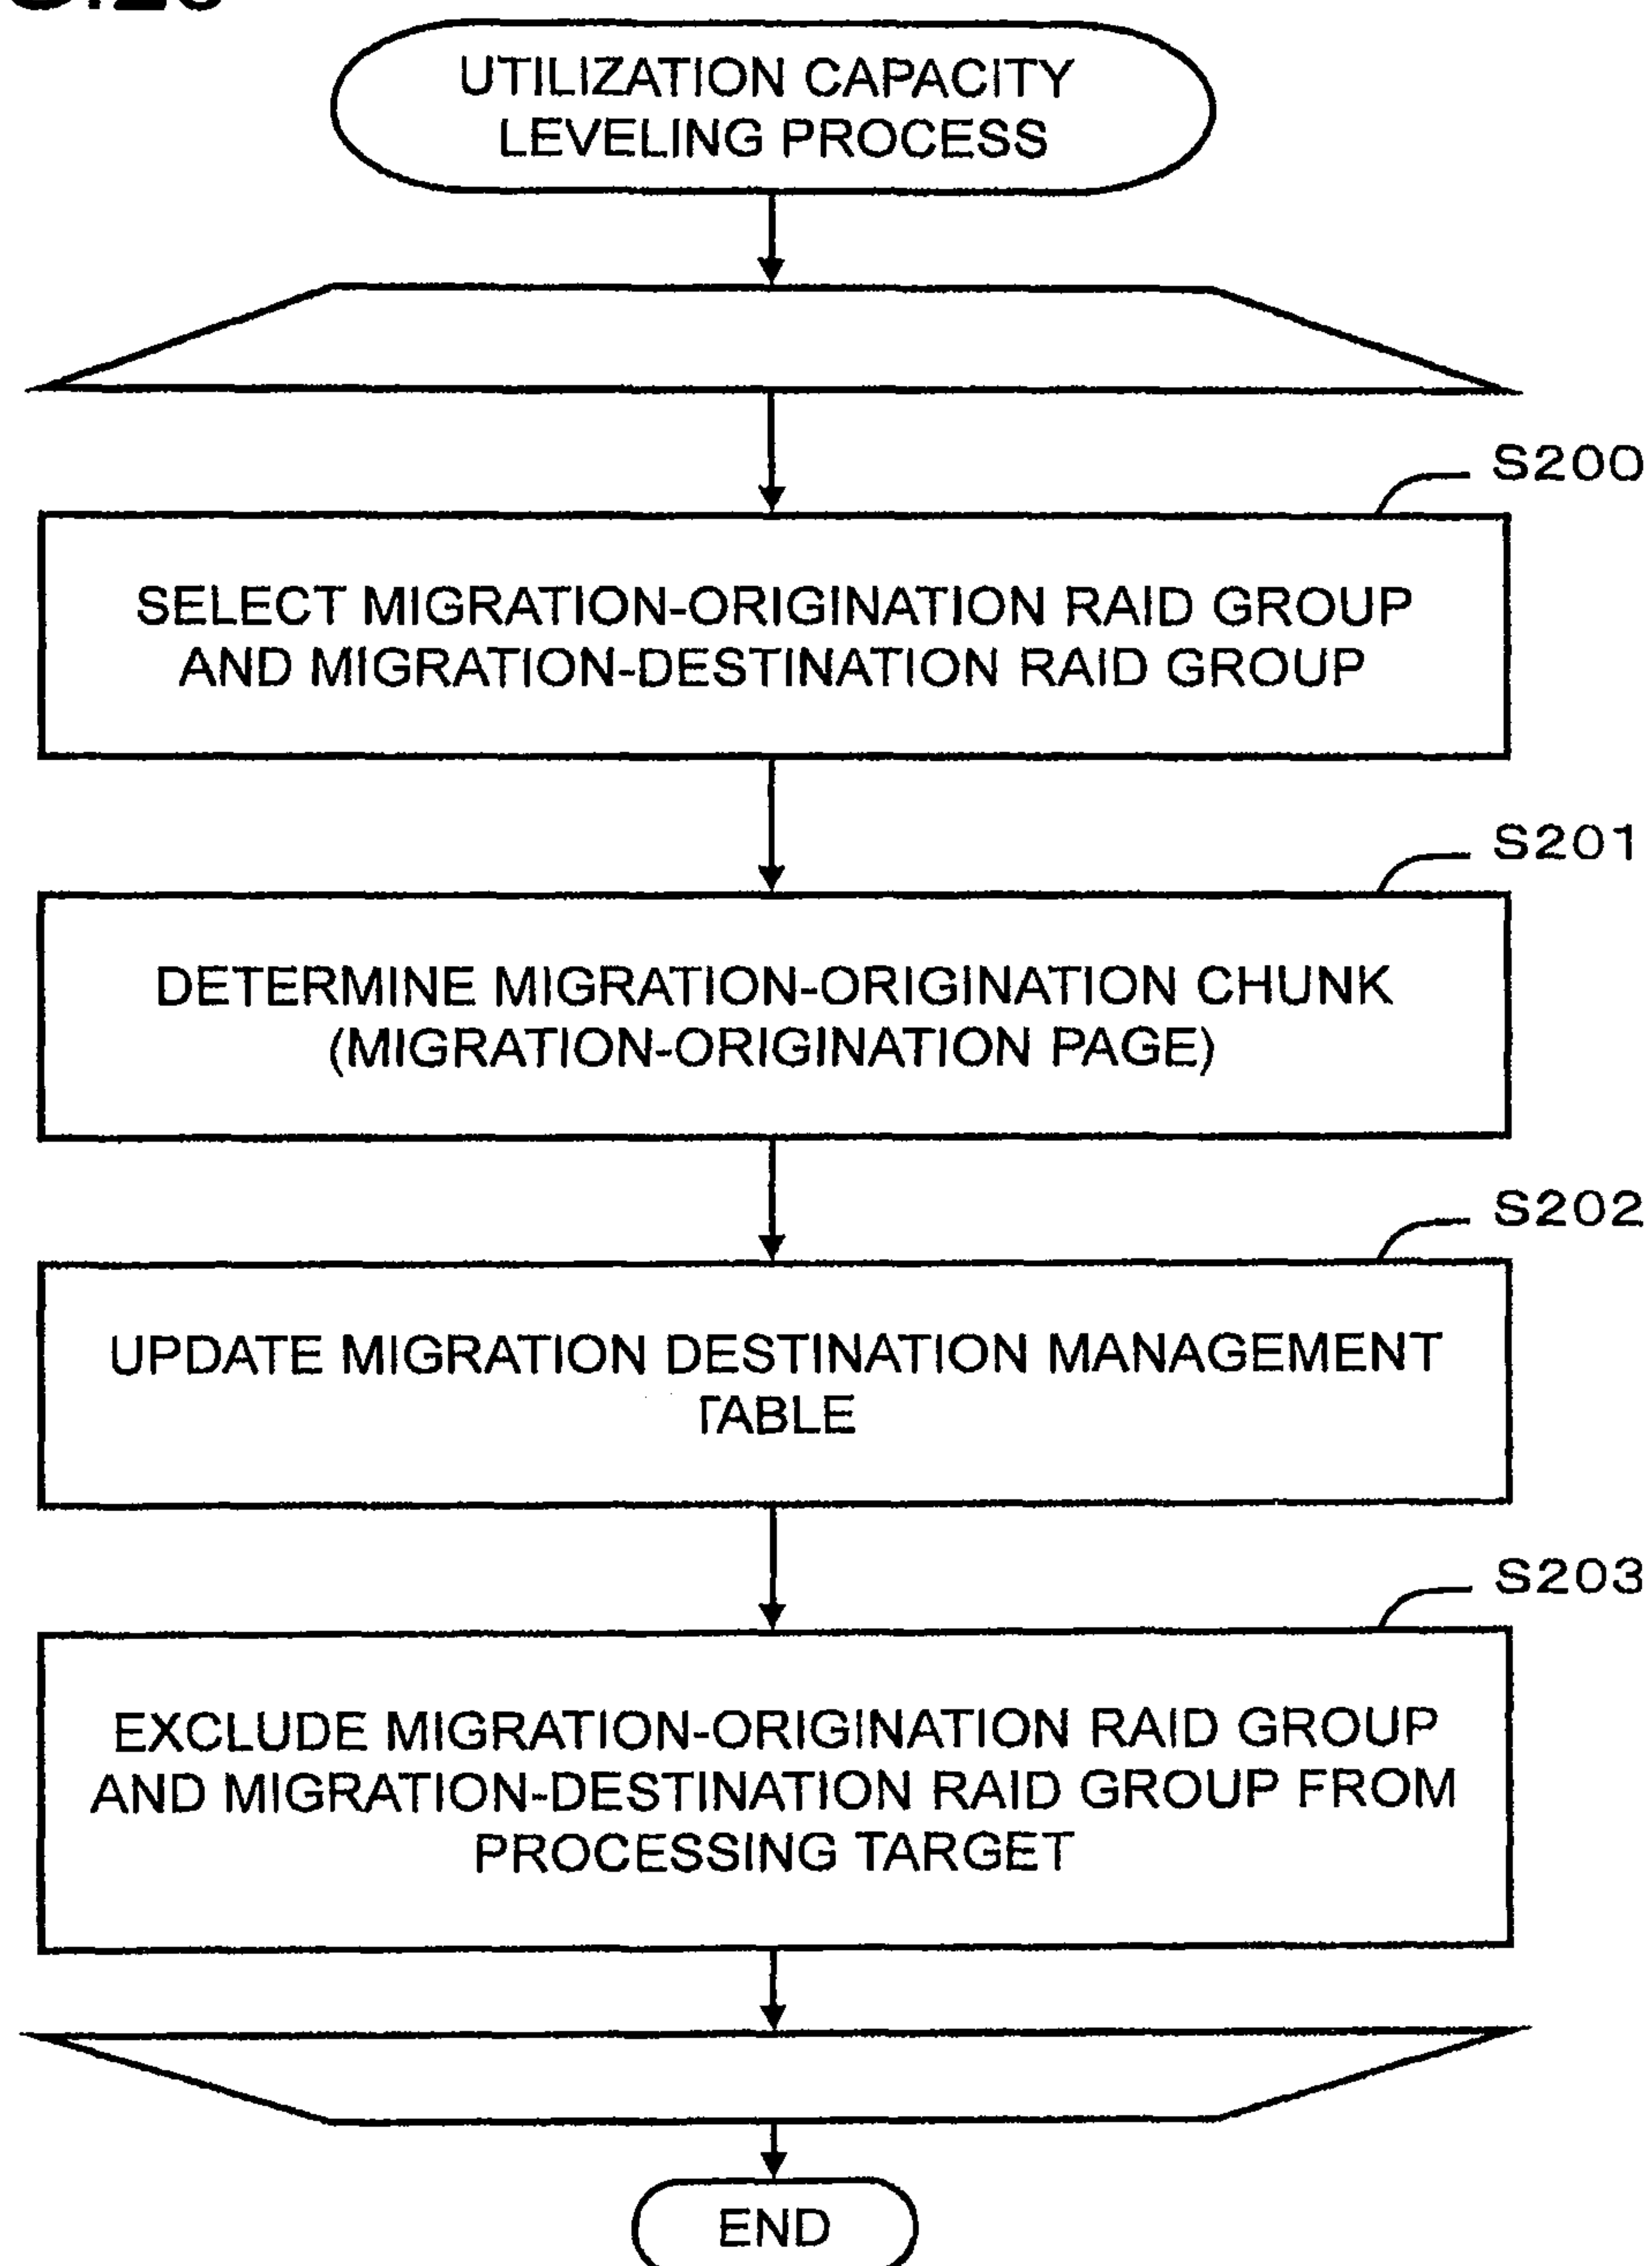 UTILIZATION CAPACITY
LEVELING PROCESS
S200
SELECT MIGRATION-ORIGINATION RAID GROUP
AND MIGRATION-DESTINATION RAID GROUP
S201
DETERMINE MIGRATION-ORIGINATION CHUNK
(MIGRATION-ORIGINATION PAGE)
S202
UPDATE MIGRATION DESTINATION MANAGEMENT
TABLE
S203
EXCLUDE MIGRATION-ORIGINATION RAID GROUP
AND MIGRATION-DESTINATION RAID GROUP FROM
PROCESSING TARGET
END